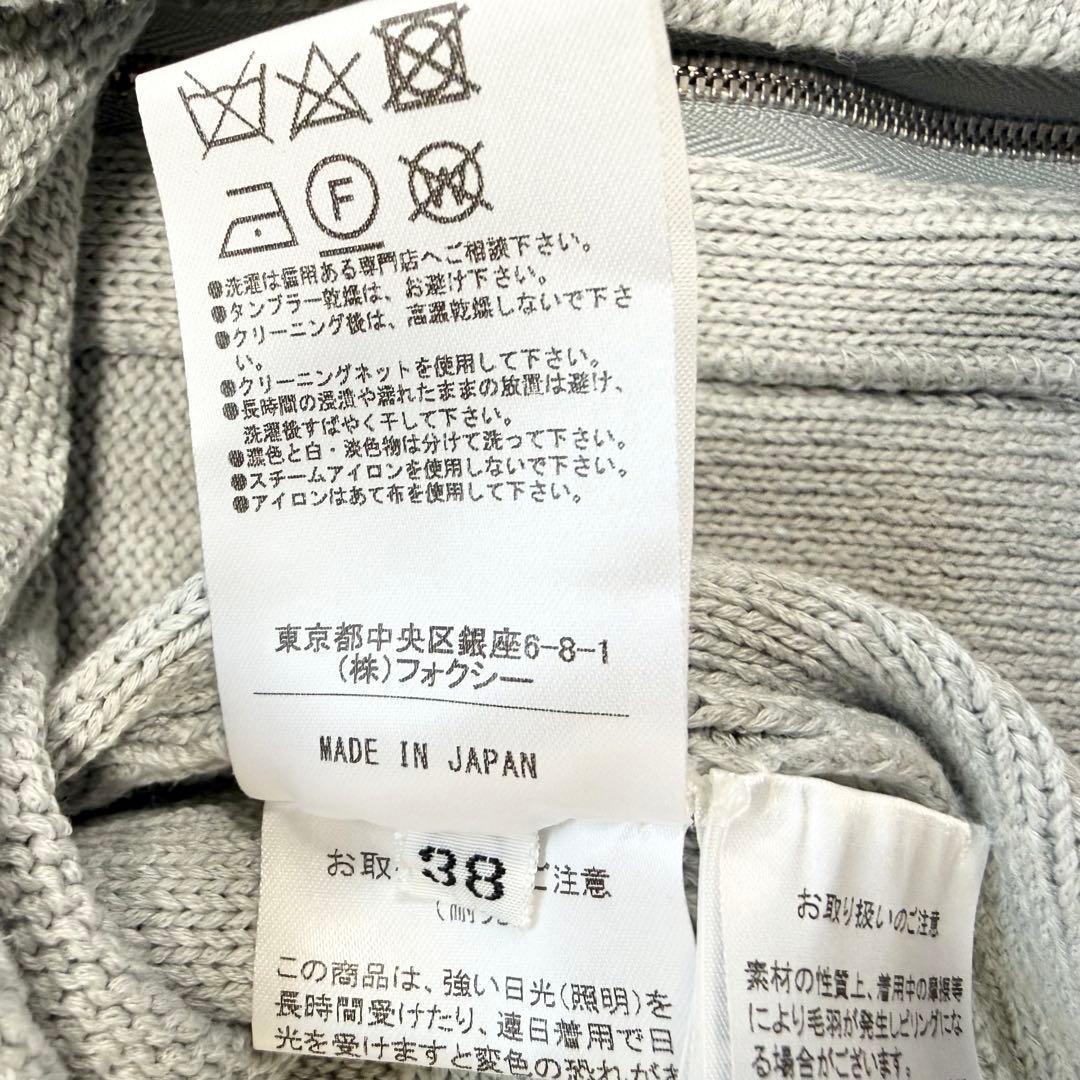 F
W
●洗濯は信用ある専門店へご相談下さい。
●タンブラー乾燥は、お避け下さい。
●クリーニング後は、高温乾燥しないで下さ
い。
●クリーニングネットを使用して下さい。
●長時間の浸漬や濡れたままの放置は避け、
洗濯後すばやく干して下さい。
●濃色と白・淡色物は分けて洗って下さい。
●スチームアイロンを使用しないで下さい。
●アイロンはあて布を使用して下さい。
東京都中央区銀座6-8-1
(株)フォクシー
MADE IN JAPAN
38
お取 ご注意
この商品は、強い日光(照明)を
長時間受けたり、連日着用で日
光を受けますと変色の恐れがあ
お取り扱いのご注意
素材の性質上、着用中の摩擦等
により毛羽が発生しピリングにな
る場合がございます。